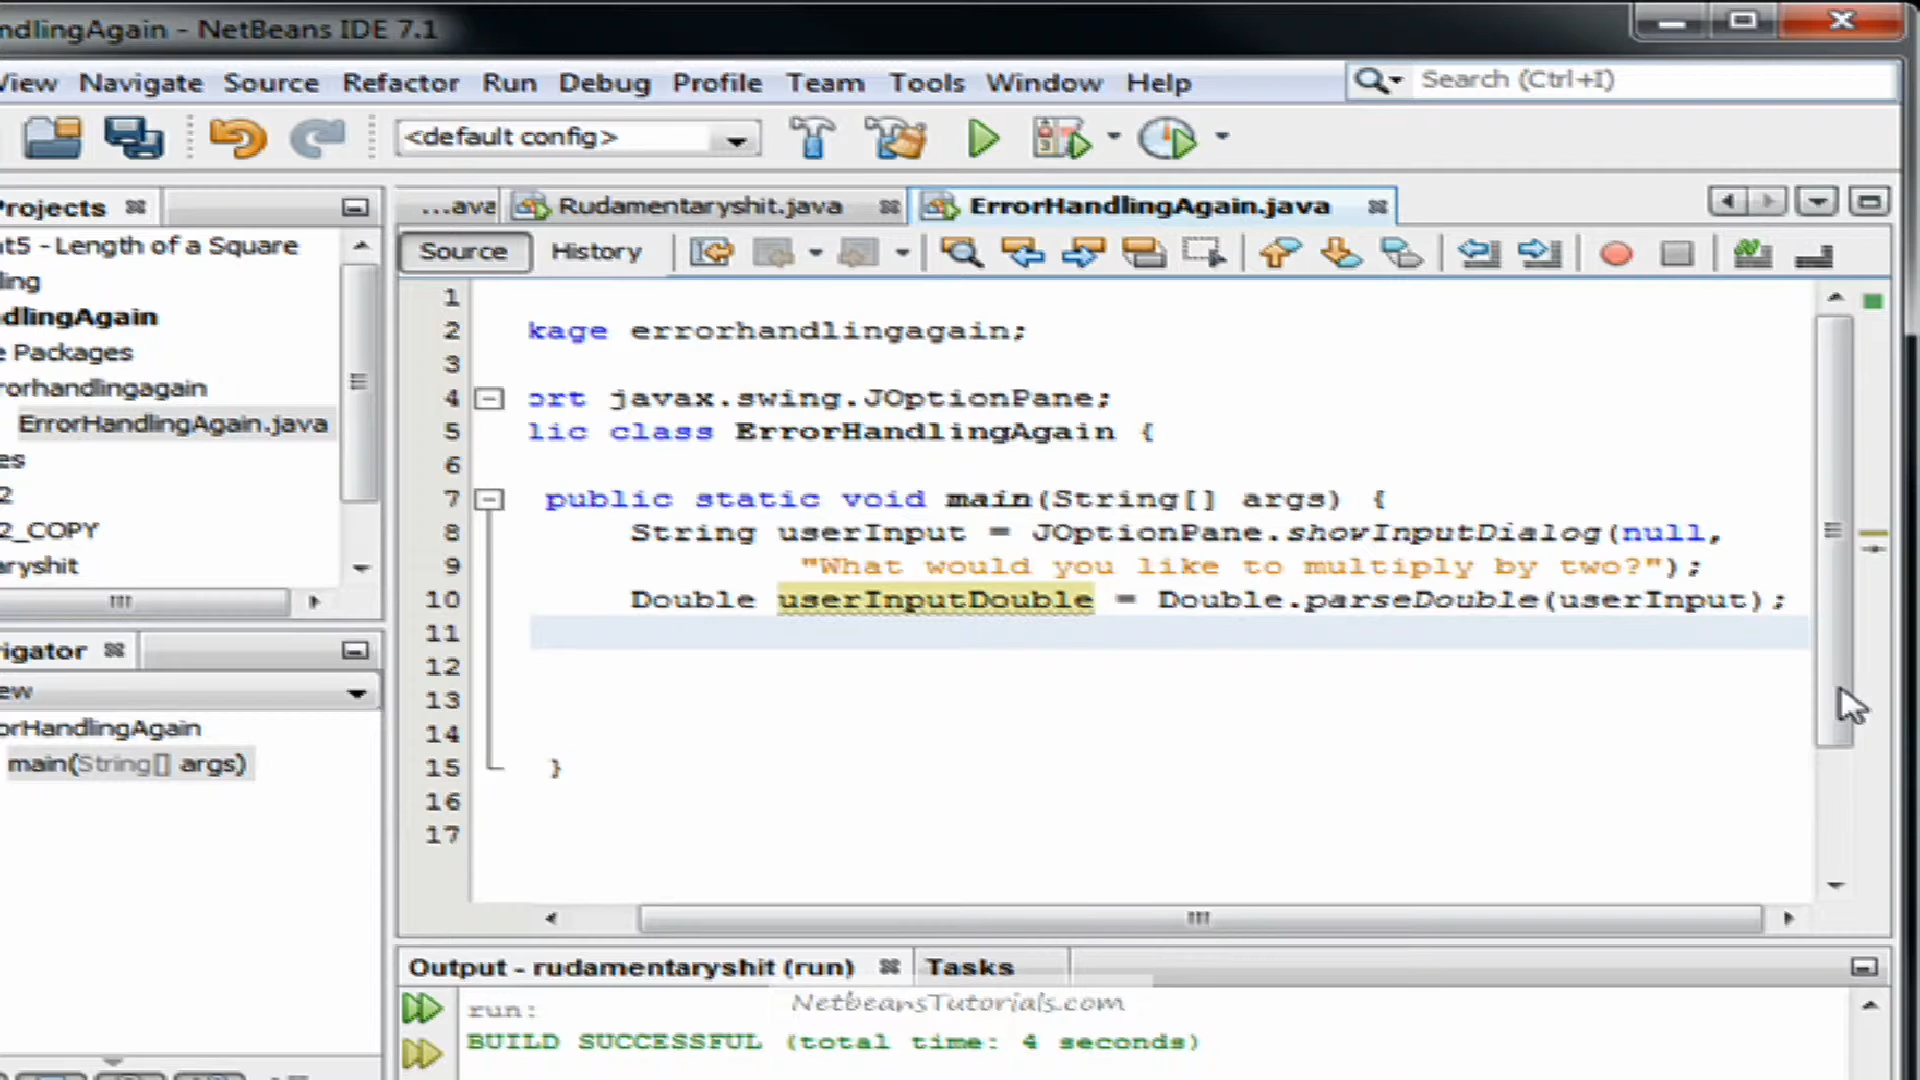 ndlingAgain - NetBeans IDE 7.1
View Navigate Source Refactor Run Debug Profile Team Tools Window Help
Search (Ctrl+I)
<default config>
Projects
...ava
Rudamentaryshit.java
ErrorHandlingAgain.java
Source
History
nt5 - Length of a Square
ling
dlingAgain
e Packages
rorhandlingagain
ErrorHandlingAgain.java
es
2
2_COPY
aryshit
1
2 kage errorhandlingagain;
3
4 ort javax.swing.JOptionPane;
5 lic class ErrorHandlingAgain {
6
7 public static void main(String[] args) {
8 String userInput = JOptionPane.showInputDialog(null,
9 "What would you like to multiply by two?");
10 Double userInputDouble = Double.parseDouble(userInput);
11
12
13
14
15 }
16
17
igator
ew
orHandlingAgain
main(String[] args)
Output - rudamentaryshit (run)
Tasks
run:
NetbeansTutorials.com
BUILD SUCCESSFUL (total time: 4 seconds)